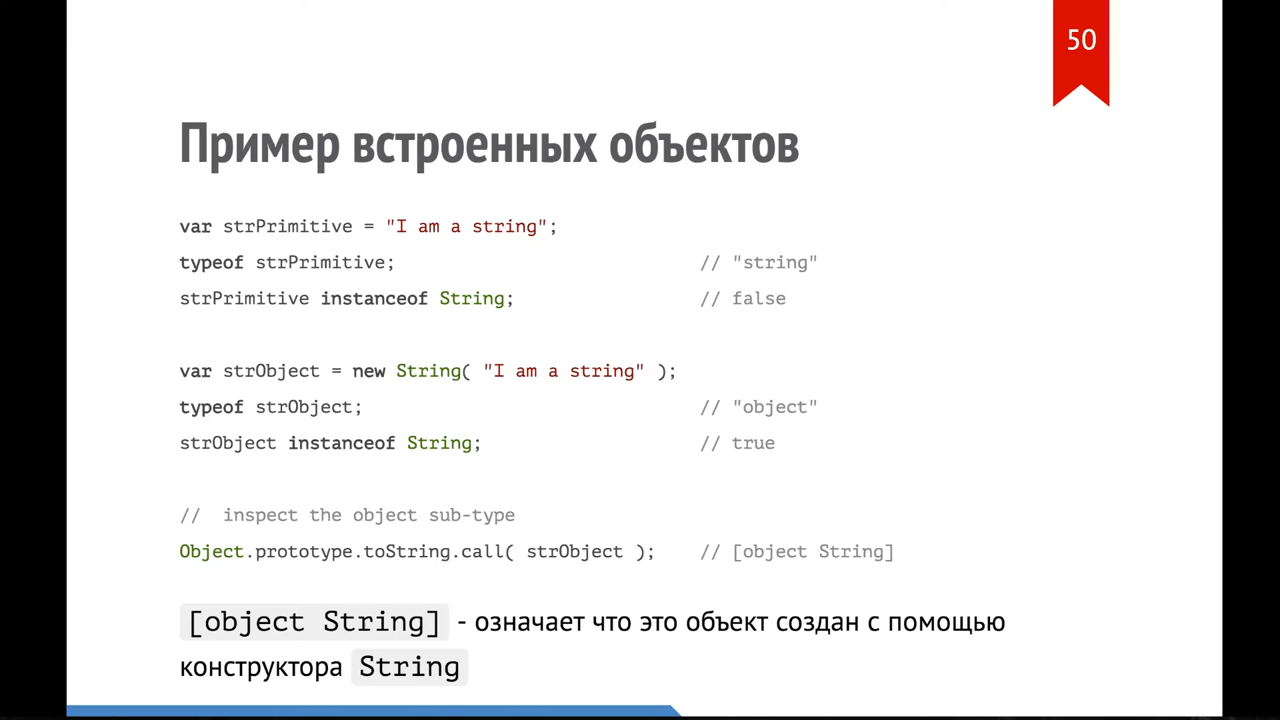 50
Пример встроенных объектов
var strPrimitive = "I am a string";
typeof strPrimitive; // "string"
strPrimitive instanceof String; // false
var strObject = new String( "I am a string" );
typeof strObject; // "object"
strObject instanceof String; // true
//  inspect the object sub-type
Object.prototype.toString.call( strObject ); // [object String]
[object String] - означает что это объект создан с помощью
конструктора String